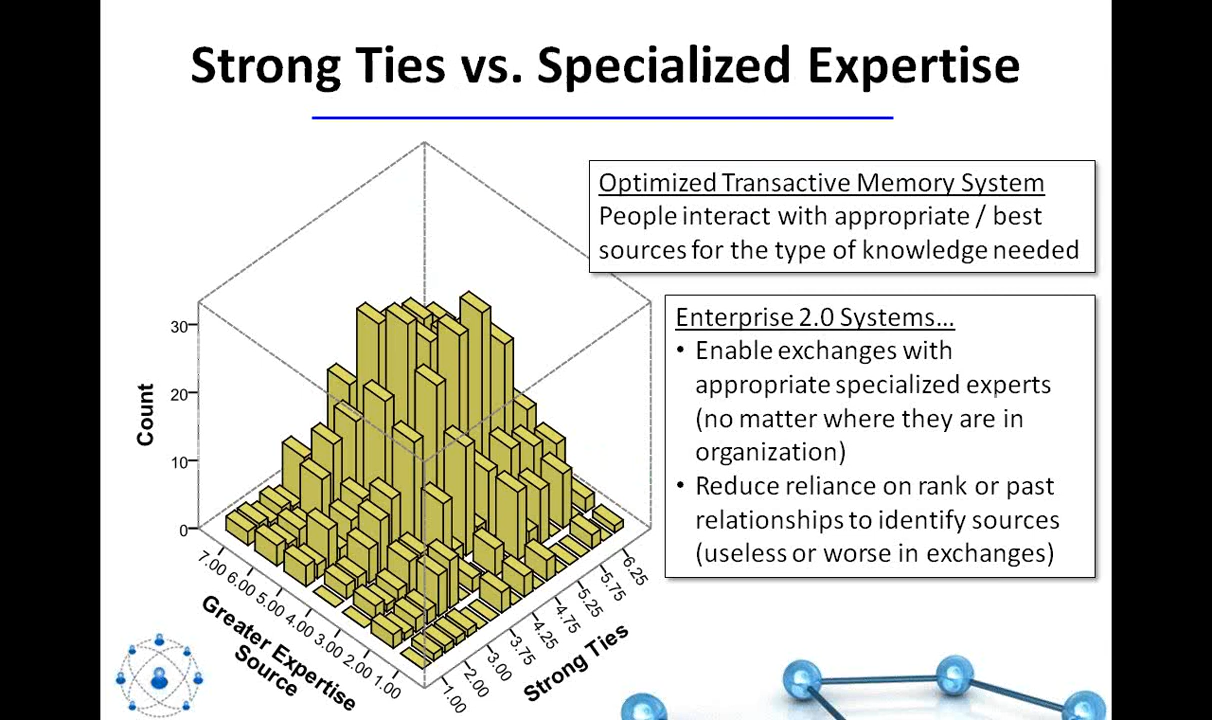 Strong Ties vs. Specialized Expertise
Optimized Transactive Memory System
People interact with appropriate / best
sources for the type of knowledge needed
Enterprise 2.0 Systems…
• Enable exchanges with
appropriate specialized experts
(no matter where they are in
organization)
• Reduce reliance on rank or past
relationships to identify sources
(useless or worse in exchanges)
Count
30
20
10
0
7.00
6.00
5.00
4.00
3.00
2.00
1.00
Greater Expertise
Source
1.00
2.00
3.00
3.75
4.25
4.75
5.25
5.75
6.25
Strong Ties